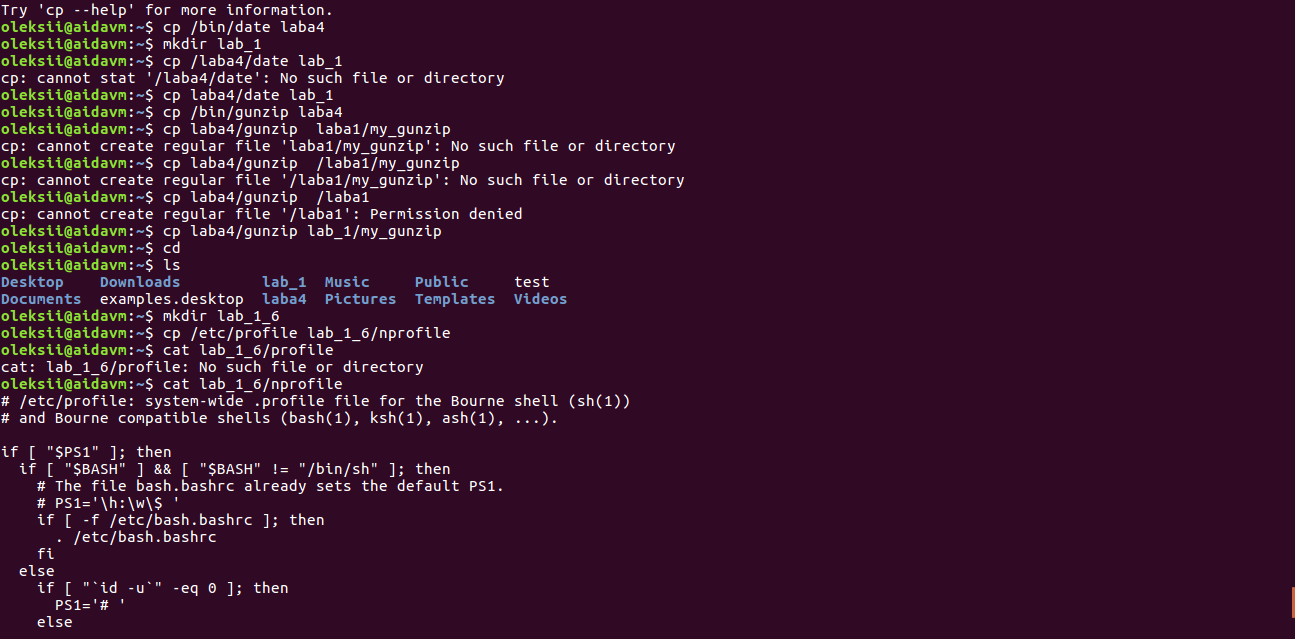 Try 'cp --help' for more information.
oleksii@aidavm:~$ cp /bin/date laba4
oleksii@aidavm:~$ mkdir lab_1
oleksii@aidavm:~$ cp /laba4/date lab_1
cp: cannot stat '/laba4/date': No such file or directory
oleksii@aidavm:~$ cp laba4/date lab_1
oleksii@aidavm:~$ cp /bin/gunzip laba4
oleksii@aidavm:~$ cp laba4/gunzip  laba1/my_gunzip
cp: cannot create regular file 'laba1/my_gunzip': No such file or directory
oleksii@aidavm:~$ cp laba4/gunzip  /laba1/my_gunzip
cp: cannot create regular file '/laba1/my_gunzip': No such file or directory
oleksii@aidavm:~$ cp laba4/gunzip  /laba1
cp: cannot create regular file '/laba1': Permission denied
oleksii@aidavm:~$ cp laba4/gunzip lab_1/my_gunzip
oleksii@aidavm:~$ cd
oleksii@aidavm:~$ ls
Desktop    Downloads         lab_1  Music     Public     test
Documents  examples.desktop  laba4  Pictures  Templates  Videos
oleksii@aidavm:~$ mkdir lab_1_6
oleksii@aidavm:~$ cp /etc/profile lab_1_6/nprofile
oleksii@aidavm:~$ cat lab_1_6/profile
cat: lab_1_6/profile: No such file or directory
oleksii@aidavm:~$ cat lab_1_6/nprofile
# /etc/profile: system-wide .profile file for the Bourne shell (sh(1))
# and Bourne compatible shells (bash(1), ksh(1), ash(1), ...).

if [ "$PS1" ]; then
  if [ "$BASH" ] && [ "$BASH" != "/bin/sh" ]; then
    # The file bash.bashrc already sets the default PS1.
    # PS1='\h:\w\$ '
    if [ -f /etc/bash.bashrc ]; then
      . /etc/bash.bashrc
    fi
  else
    if [ "`id -u`" -eq 0 ]; then
      PS1='# '
    else